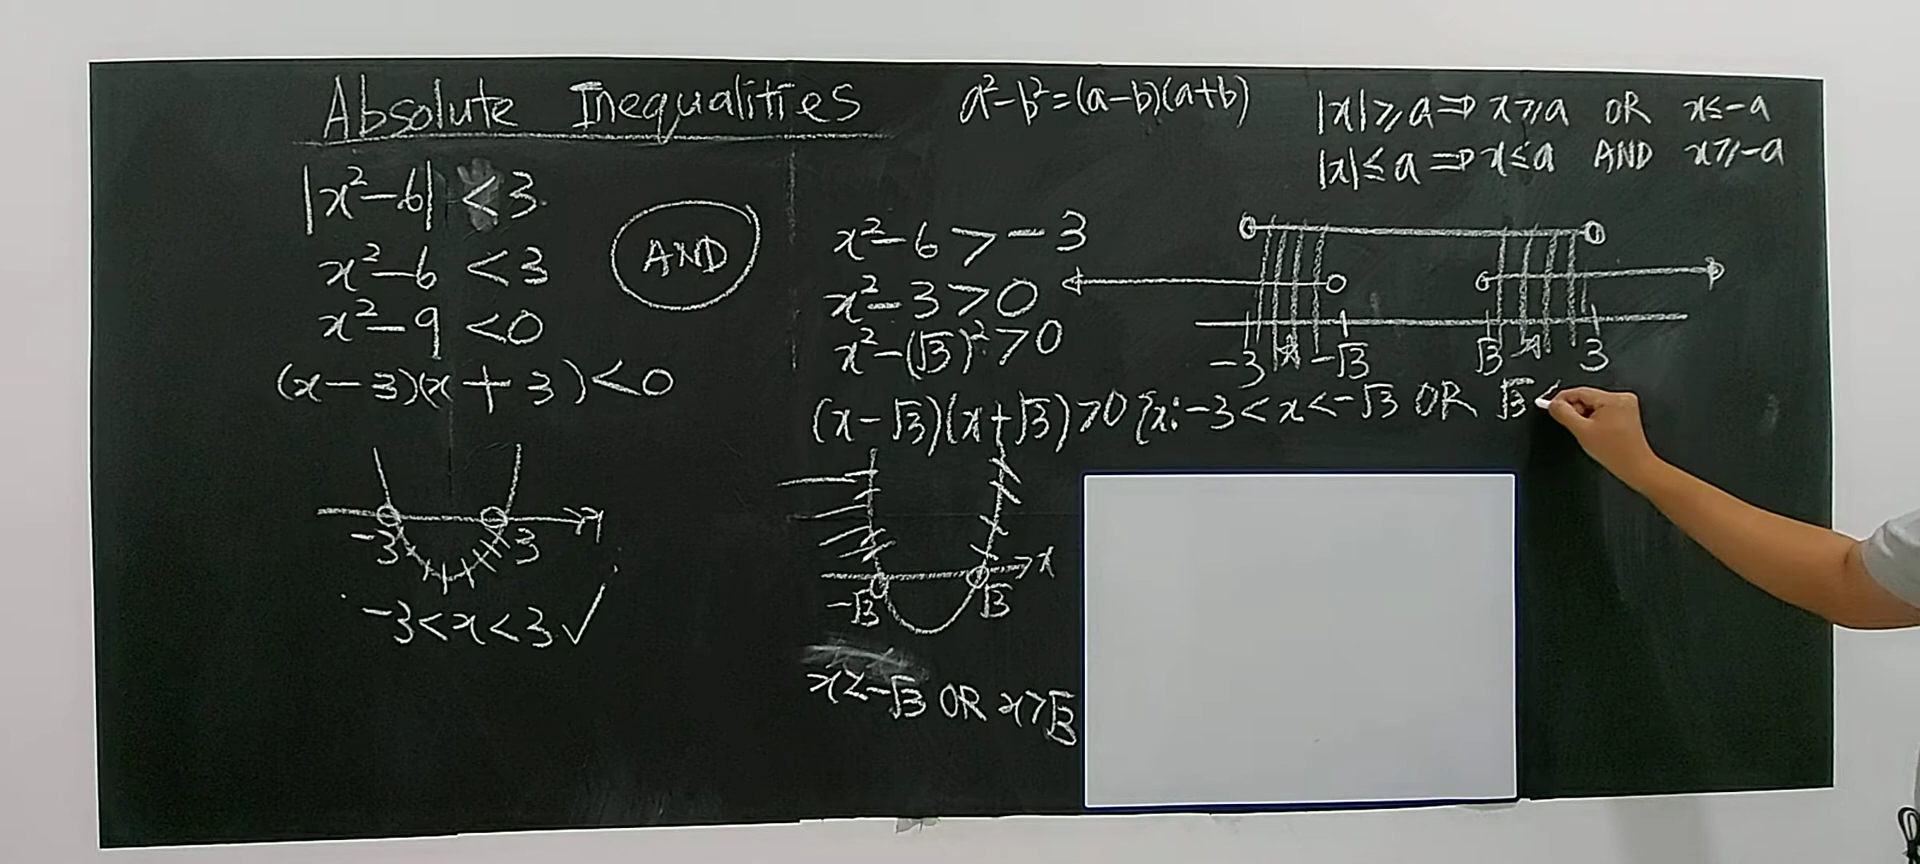 Absolute Inequalities
a²-b²=(a-b)(a+b)
|x|≥a⇒x≥a OR x≤-a
|x|≤a⇒x≤a AND x≥-a
|x²-6|<3
x²-6<3
x²-9<0
(x-3)(x+3)<0
-3 3 x
-3<x<3✓
AND
x²-6>-3
x²-3>0
x²-(√3)²>0
(x-√3)(x+√3)>0
-√3 √3 x
x<-√3 OR x>√3
-3 x -√3 √3 x 3
{x:-3<x<-√3 OR √3<